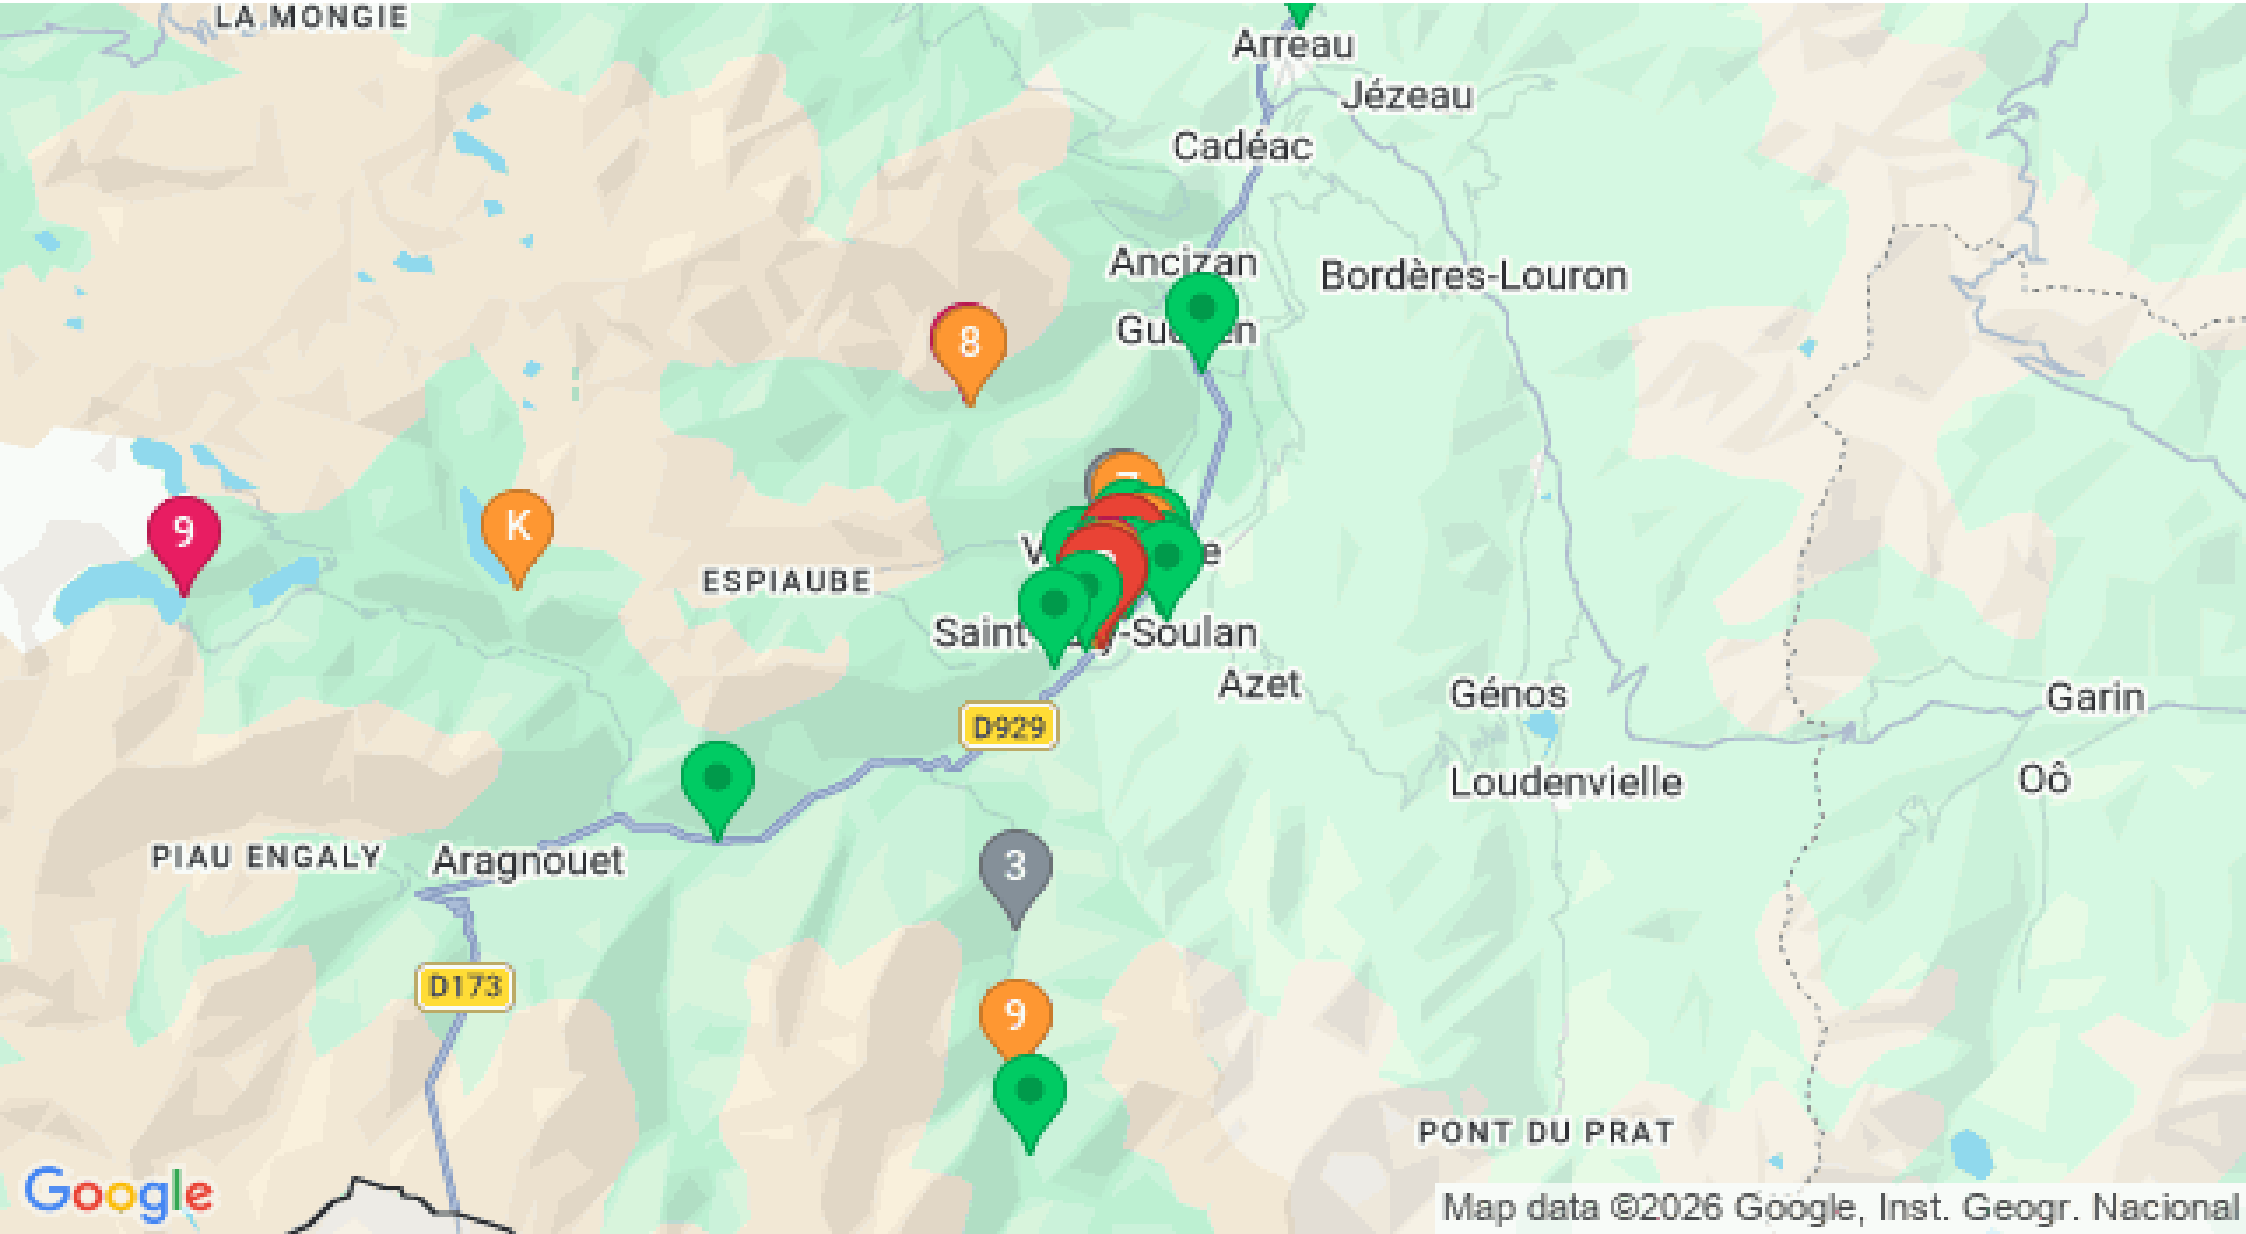 LA MONGIE
Arreau
Jézeau
Cadéac
Ancizan
Bordères-Louron
8
K
9
ESPIAUBE
Azet
Génos
Garin
D929
Loudenvielle
Oô
PIAU ENGALY
Aragnouet
3
D173
9
PONT DU PRAT
Google
Map data ©2026 Google, Inst. Geogr. Nacional